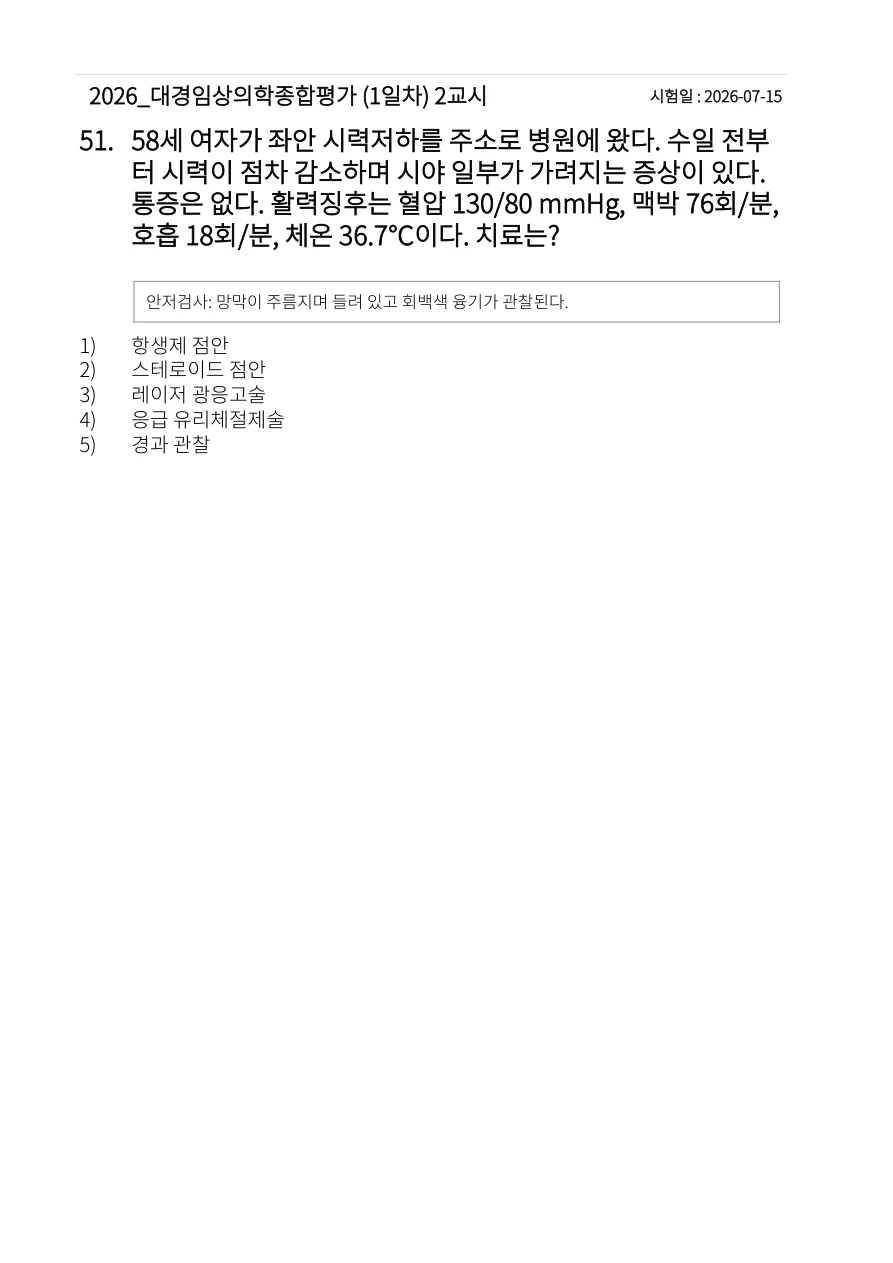 2026_대경임상의학종합평가 (1일차) 2교시
시험일 : 2026-07-15
51. 58세 여자가 좌안 시력저하를 주소로 병원에 왔다. 수일 전부
터 시력이 점차 감소하며 시야 일부가 가려지는 증상이 있다.
통증은 없다. 활력징후는 혈압 130/80 mmHg, 맥박 76회/분,
호흡 18회/분, 체온 36.7℃이다. 치료는?
안저검사: 망막이 주름지며 들려 있고 회백색 융기가 관찰된다.
1) 항생제 점안
2) 스테로이드 점안
3) 레이저 광응고술
4) 응급 유리체절제술
5) 경과 관찰